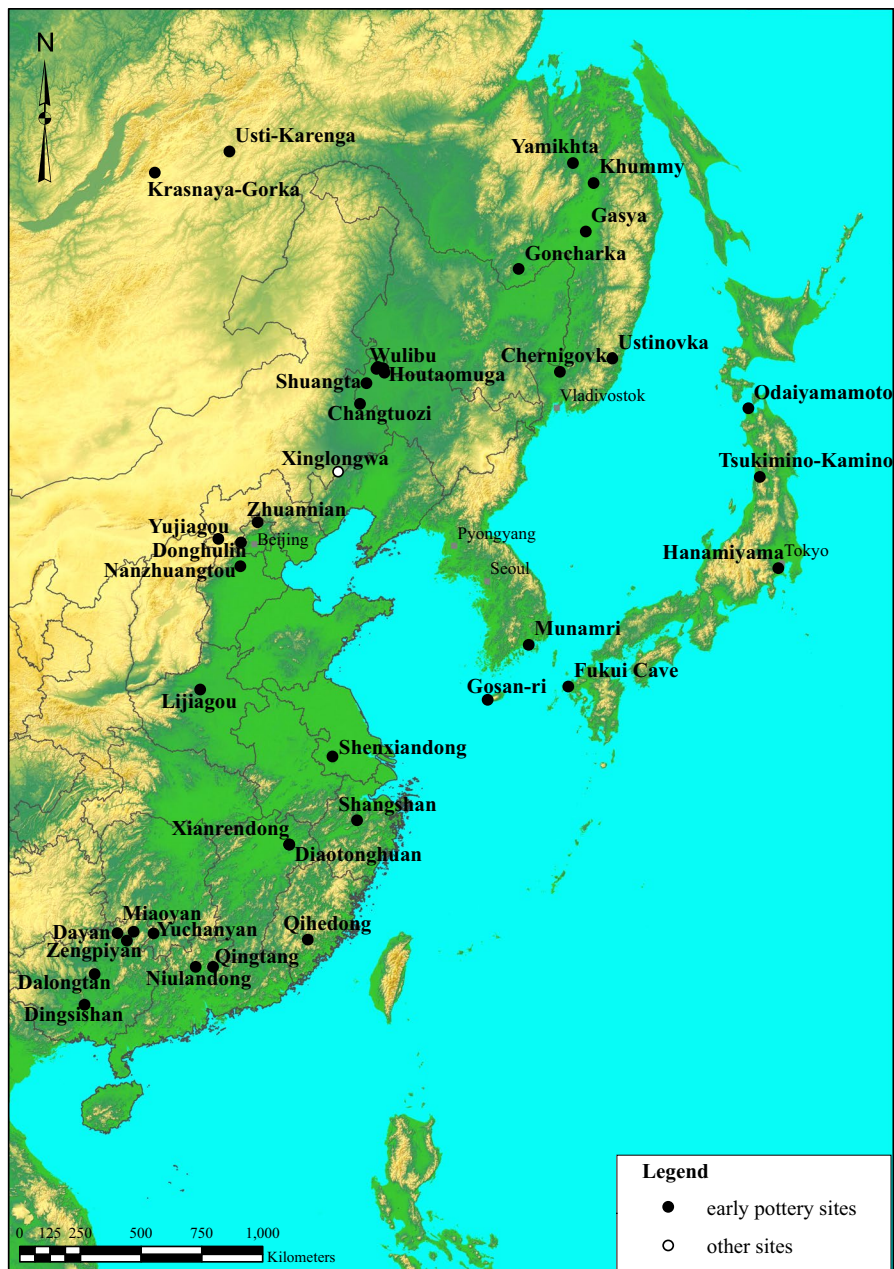 N
Usti-Karenga
Krasnaya-Gorka
Yamikhta
Khummy
Gasya
Goncharka
Wulibu
Houtaomuga
Shuangta
Changtuozi
Chernigovk
Ustinovka
Vladivostok
Odaiyamamoto
Xinglongwa
Tsukimino-Kamino
Zhuannian
Yujiagou
Beijing
Donghulin
Nanzhuangtou
Pyongyang
Seoul
Hanamiyama
Tokyo
Munamri
Fukui Cave
Gosan-ri
Lijiagou
Shenxiandong
Shangshan
Xianrendong
Diaotonghuan
Miaoyan
Dayan
Yuchanyan
Zengpiyan
Qihedong
Qingtang
Niulandong
Dalongtan
Dingsishan
Legend
early pottery sites
other sites
0 125 250 500 750 1,000
Kilometers